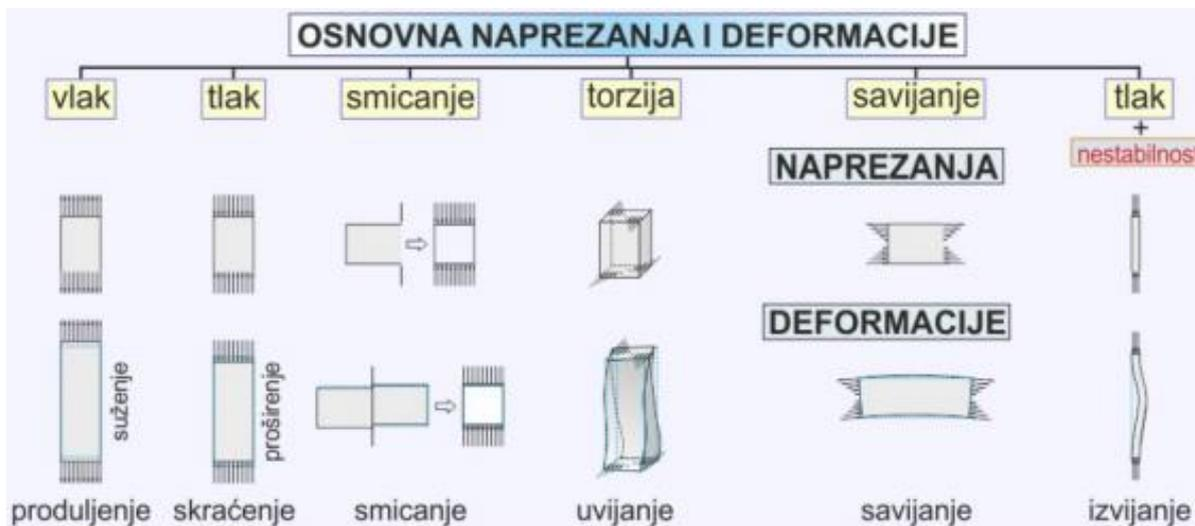 OSNOVNA NAPREZANJA I DEFORMACIJE
vlak tlak smicanje torzija savijanje tlak
+
nestabilnost
NAPREZANJA
DEFORMACIJE
suženje
proširenje
produljenje skraćenje smicanje uvijanje savijanje izvijanje